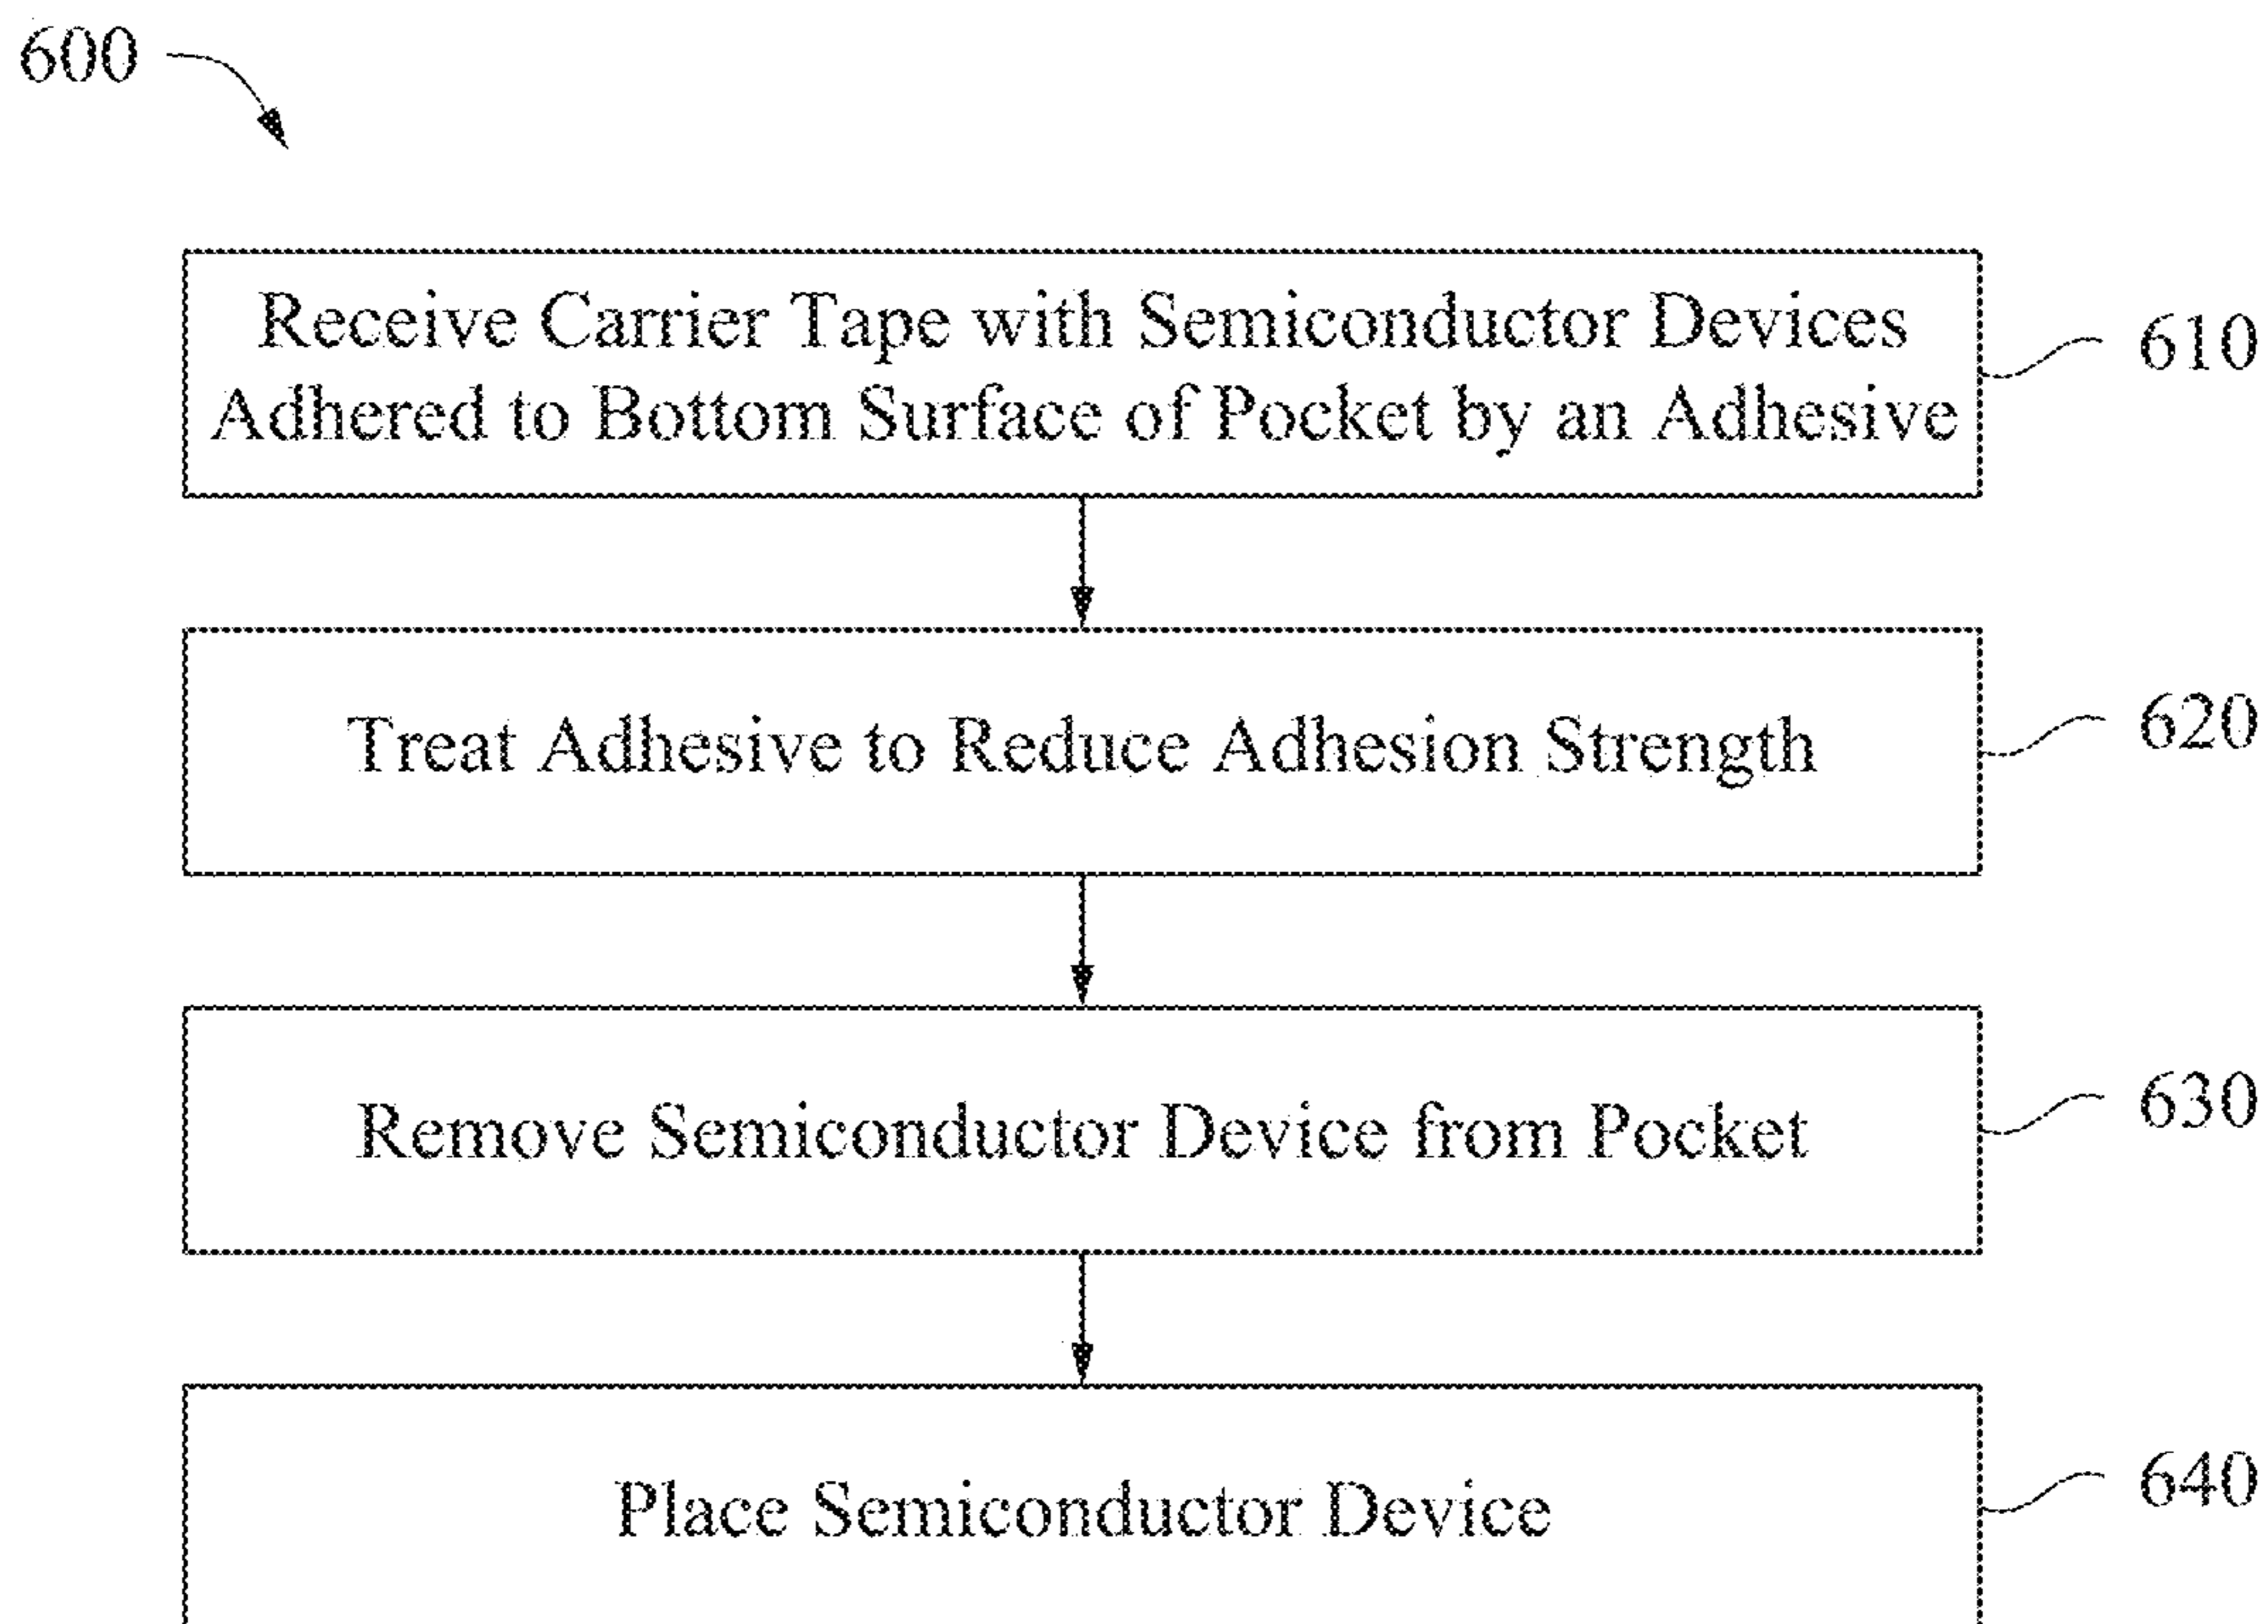 600
Receive Carrier Tape with Semiconductor Devices
Adhered to Bottom Surface of Pocket by an Adhesive
610
Treat Adhesive to Reduce Adhesion Strength
620
Remove Semiconductor Device from Pocket
630
Place Semiconductor Device
640